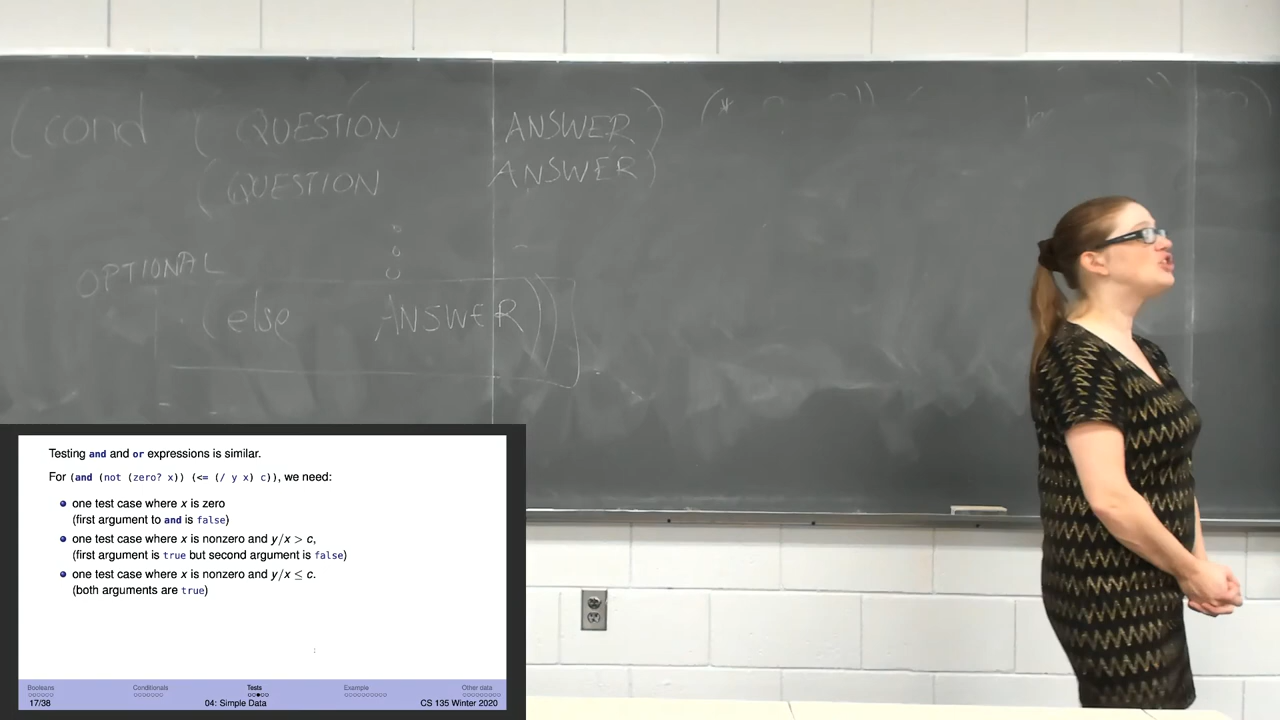 (cond ( QUESTION ANSWER)
( QUESTION ANSWER)
OPTIONAL
(else ANSWER))
Testing and and or expressions is similar.
For (and (not (zero? x)) (<= (/ y x) c)), we need:
one test case where x is zero
(first argument to and is false)
one test case where x is nonzero and y/x > c,
(first argument is true but second argument is false)
one test case where x is nonzero and y/x ≤ c.
(both arguments are true)
Booleans Conditionals Tests Example Other data
17/38 04: Simple Data CS 135 Winter 2020